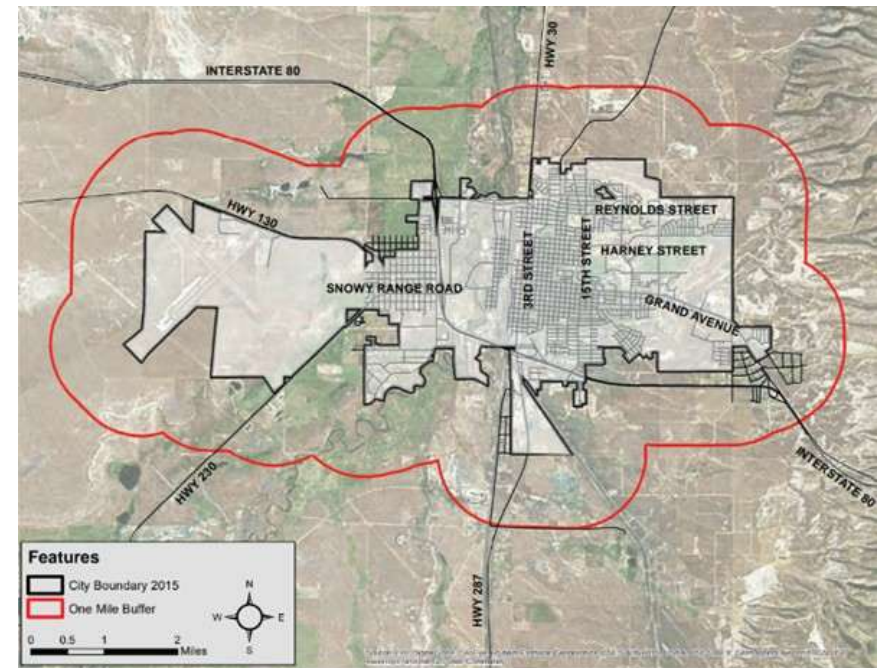 HWY 30
INTERSTATE 80
HWY 130
REYNOLDS STREET
HARNEY STREET
3RD STREET
15TH STREET
SNOWY RANGE ROAD
GRAND AVENUE
HWY 230
INTERSTATE 80
HWY 287
Features
City Boundary 2015
One Mile Buffer
N
W
E
S
0 0.5 1 2
Miles